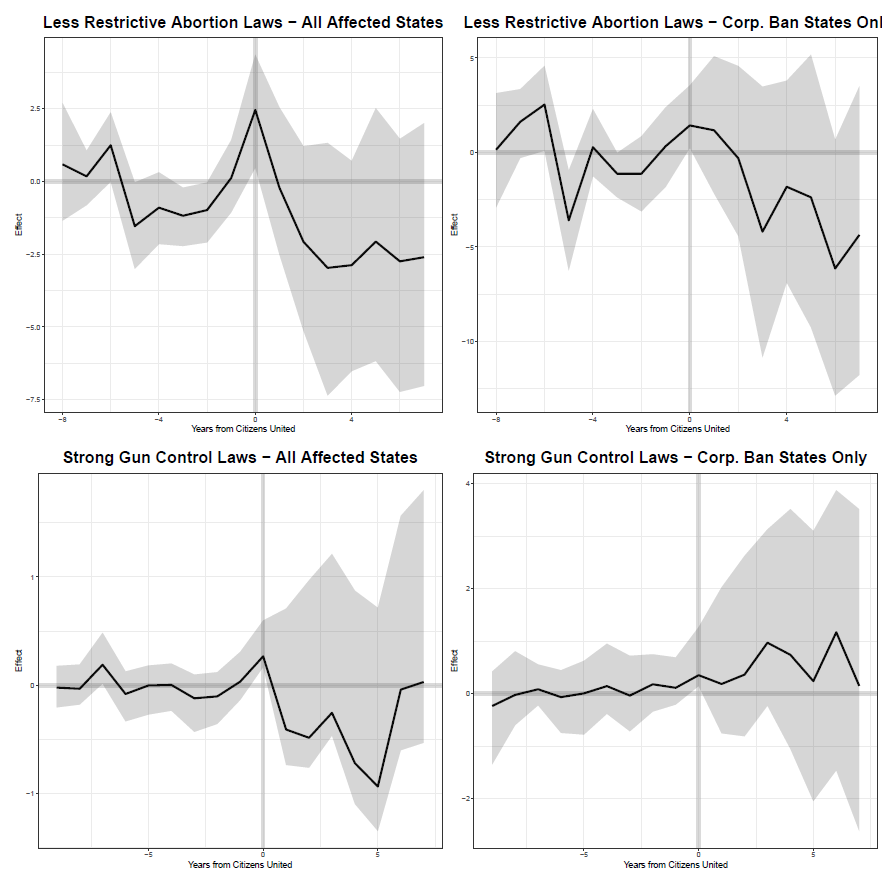 Less Restrictive Abortion Laws − All Affected States
2.5
0.0
−2.5
−5.0
−7.5
Effect
−8
−4
0
4
Years from Citizens United
Less Restrictive Abortion Laws − Corp. Ban States Onl
5
0
−5
−10
Effect
−8
−4
0
4
Years from Citizens United
Strong Gun Control Laws − All Affected States
1
0
−1
Effect
−5
0
5
Years from Citizens United
Strong Gun Control Laws − Corp. Ban States Only
4
2
0
−2
Effect
−5
0
5
Years from Citizens United